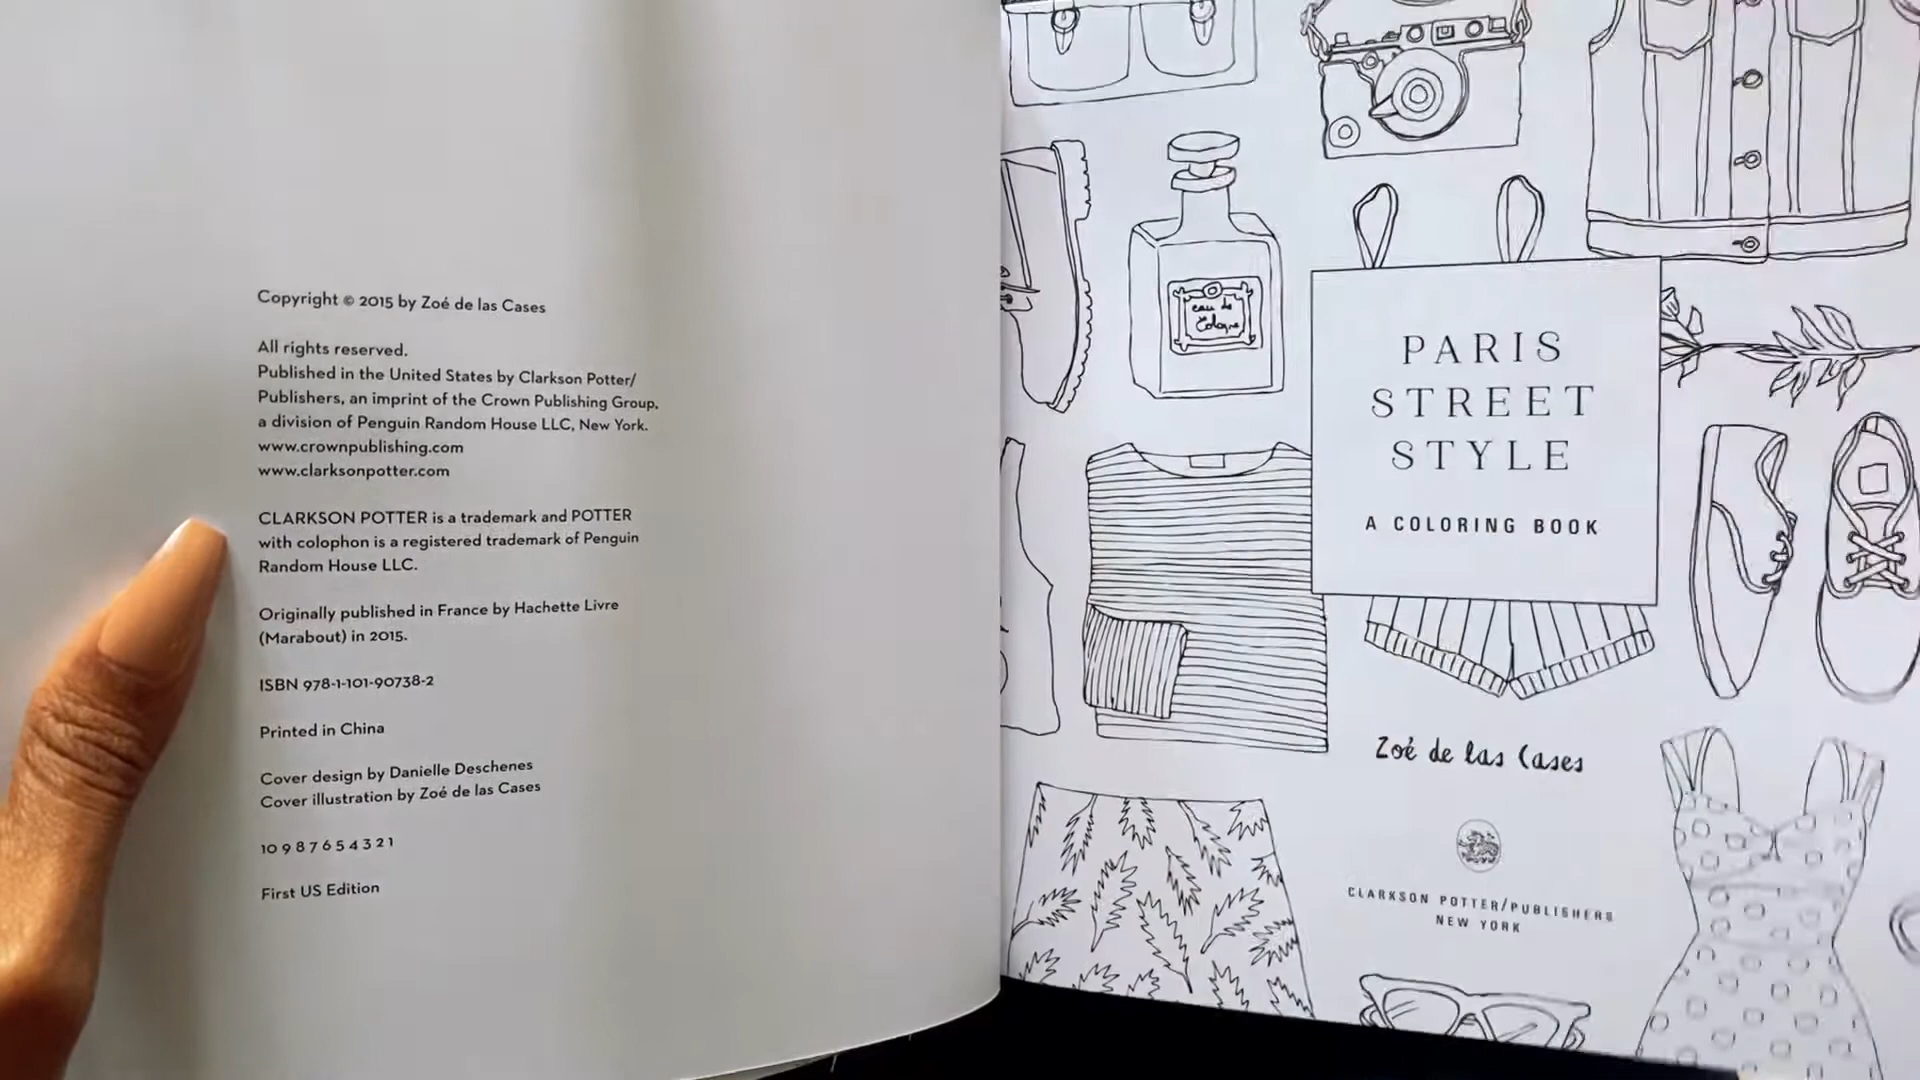 Copyright © 2015 by Zoé de las Cases
All rights reserved.
Published in the United States by Clarkson Potter/
Publishers, an imprint of the Crown Publishing Group,
a division of Penguin Random House LLC, New York.
www.crownpublishing.com
www.clarksonpotter.com
CLARKSON POTTER is a trademark and POTTER
with colophon is a registered trademark of Penguin
Random House LLC.
Originally published in France by Hachette Livre
(Marabout) in 2015.
ISBN 978-1-101-90738-2
Printed in China
Cover design by Danielle Deschenes
Cover illustration by Zoé de las Cases
10 9 8 7 6 5 4 3 2 1
First US Edition
eau de
Cologne
PARIS
STREET
STYLE
A COLORING BOOK
Zoé de las Cases
CLARKSON POTTER/PUBLISHERS
NEW YORK